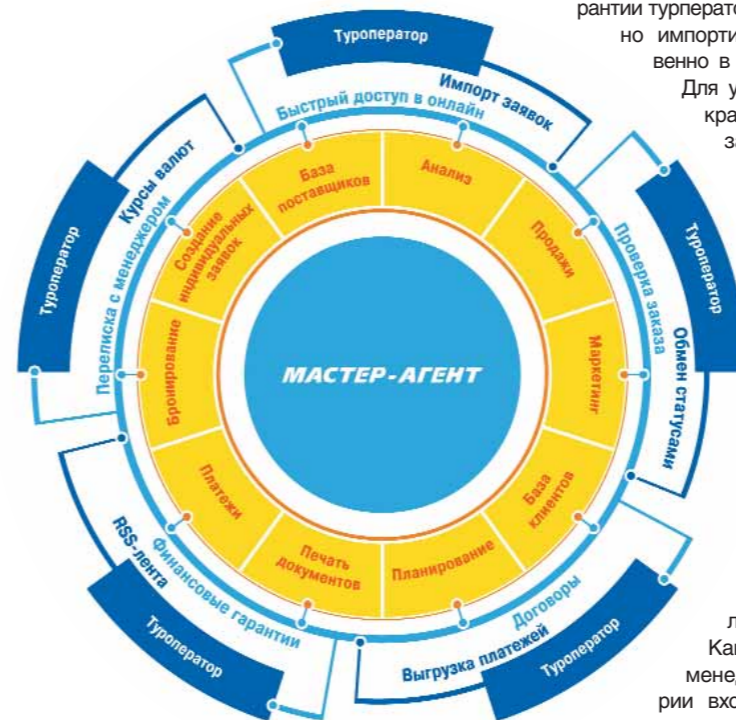 рантии турперато
но импорти
венно в
Для у
кра
за
Туроператор
Импорт заявок
Быстрый доступ в онлайн
Туроператор
Проверка заказа
Обмен статусами
Туроператор
Договоры
Выгрузка платежей
Туроператор
Финансовые гарантии
RSS-лента
Туроператор
Переписка с менеджером
Курсы валют
База
поставщиков
Анализ
Продажи
Маркетинг
База
клиентов
Планирование
Печать
документов
Платежи
Бронирование
Создание
индивидуальных
заявок
МАСТЕР-АГЕНТ
л
Как
менед
рии вхо